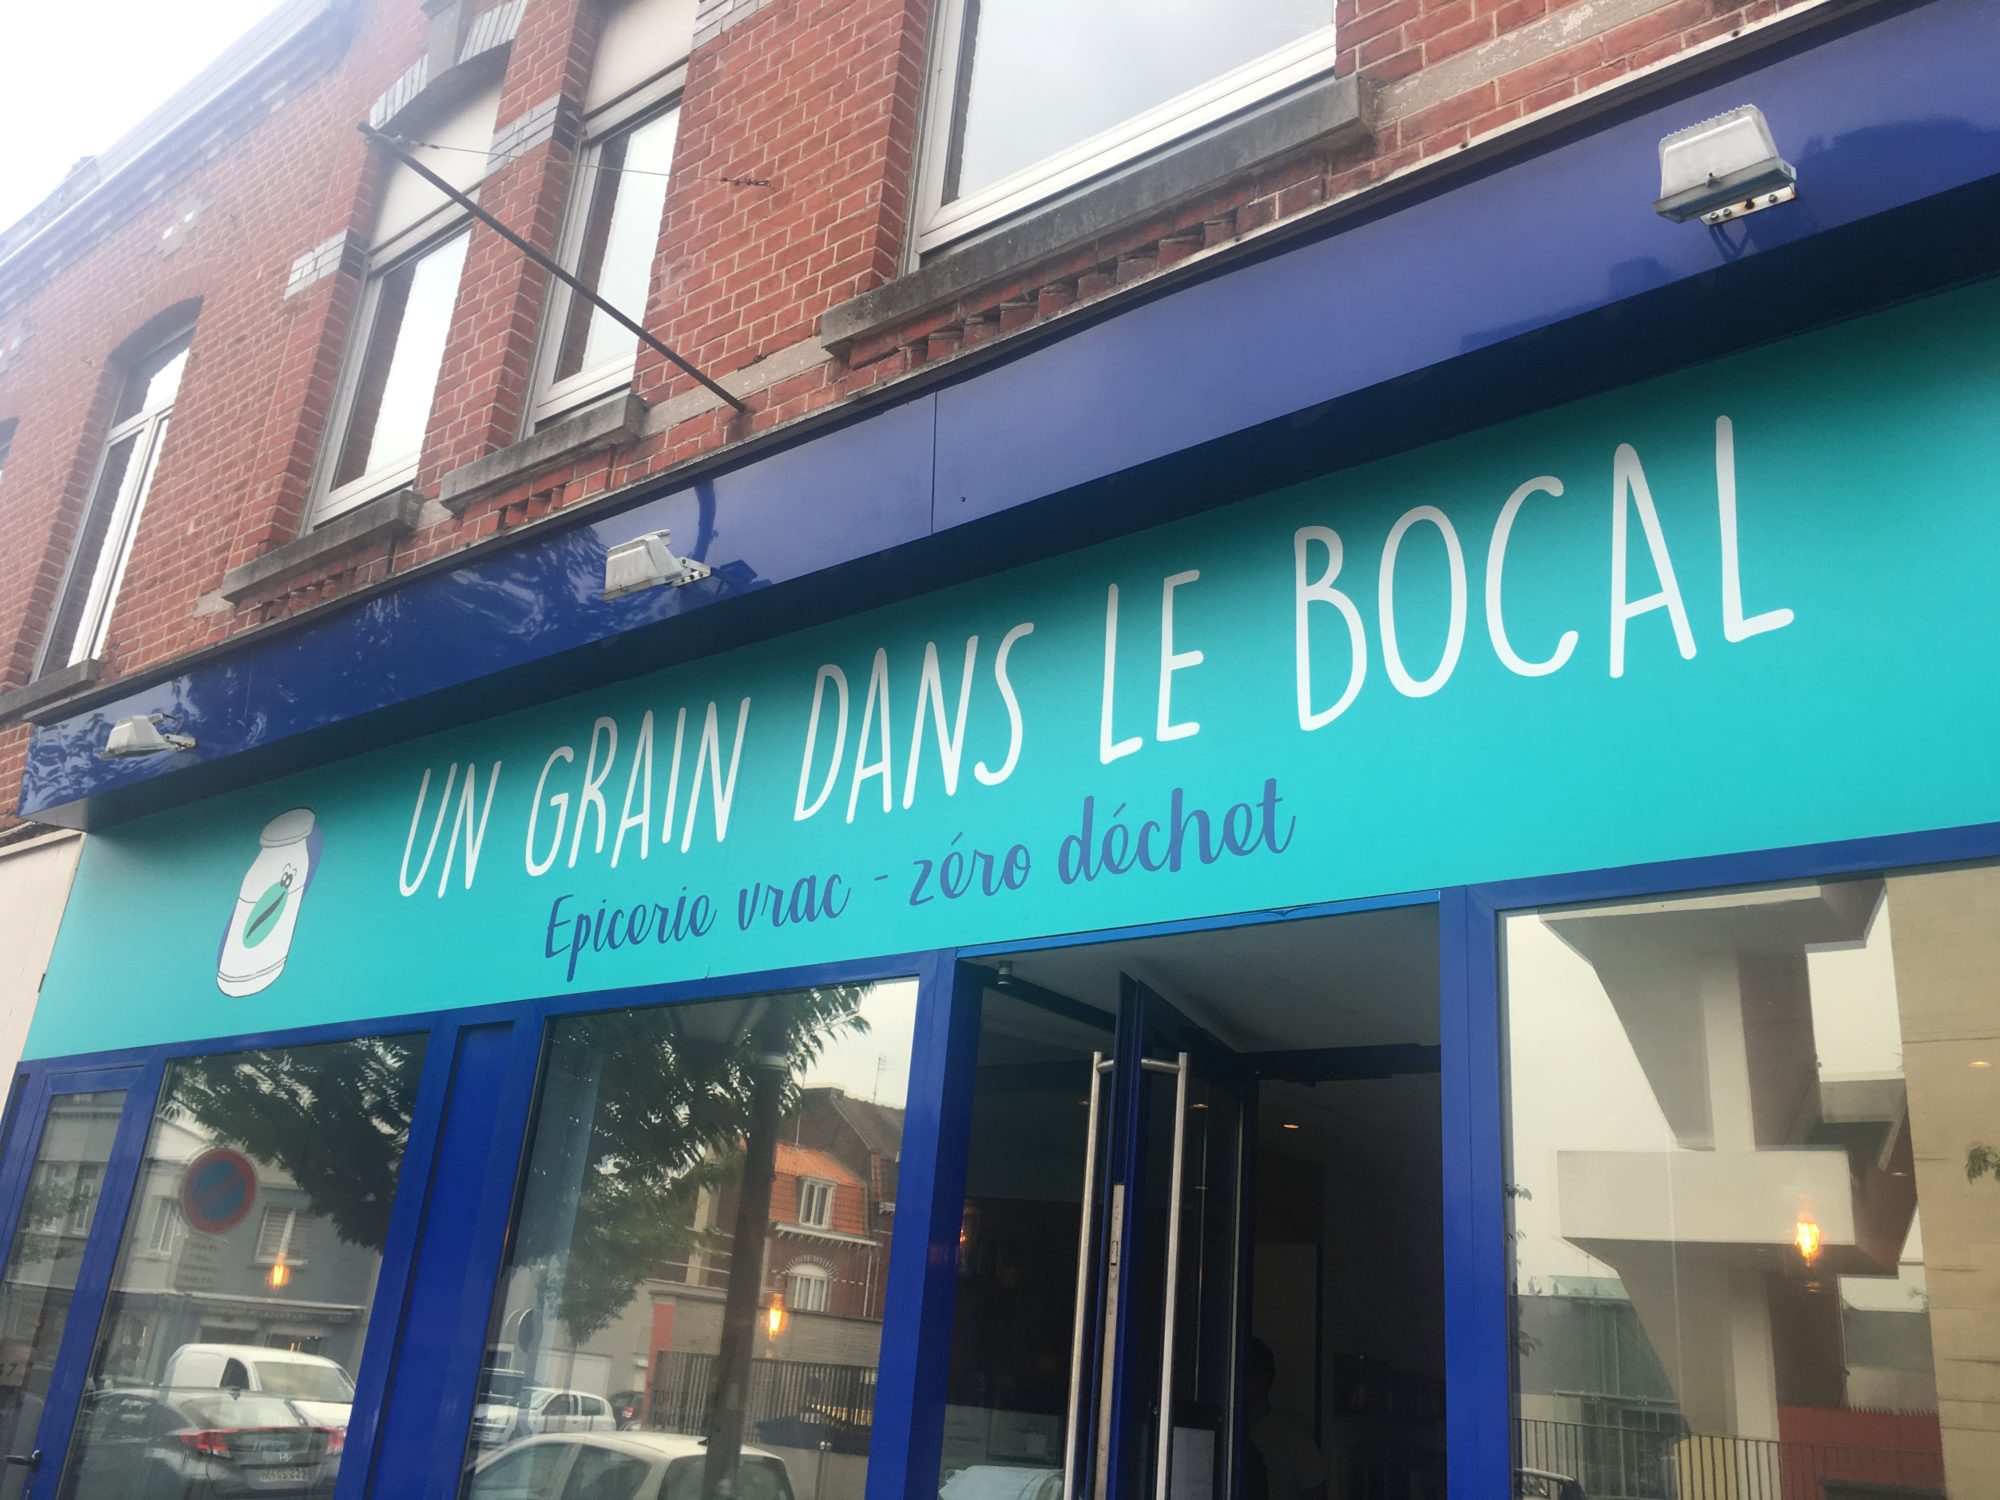 UN GRAIN DANS LE BOCAL
Epicerie vrac - zéro déchet